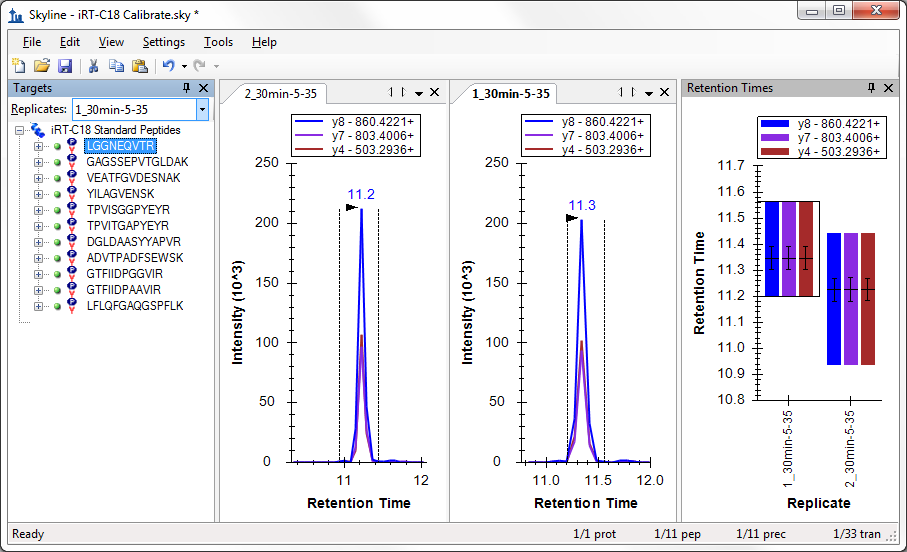 Skyline - iRT-C18 Calibrate.sky *
File Edit View Settings Tools Help
Targets
Replicates: 1_30min-5-35
iRT-C18 Standard Peptides
LGGNEQVTR
GAGSSEPVTGLDAK
VEATFGVDESNAK
YILAGVENSK
TPVISGGPYEYR
TPVITGAPYEYR
DGLDAASYYAPVR
ADVTPADFSEWSK
GTFIIDPGGVIR
GTFIIDPAAVIR
LFLQFGAQGSPFLK
2_30min-5-35
y8 - 860.4221+
y7 - 803.4006+
y4 - 503.2936+
250
200
150
100
50
0
Intensity (10^3)
11.2
11 12
Retention Time
1_30min-5-35
y8 - 860.4221+
y7 - 803.4006+
y4 - 503.2936+
250
200
150
100
50
0
Intensity (10^3)
11.3
11.0 11.5 12.0
Retention Time
Retention Times
y8 - 860.4221+
y7 - 803.4006+
y4 - 503.2936+
11.7
11.6
11.5
11.4
11.3
11.2
11.1
11.0
10.9
10.8
Retention Time
1_30min-5-35
2_30min-5-35
Replicate
Ready 1/1 prot 1/11 pep 1/11 prec 1/33 tran